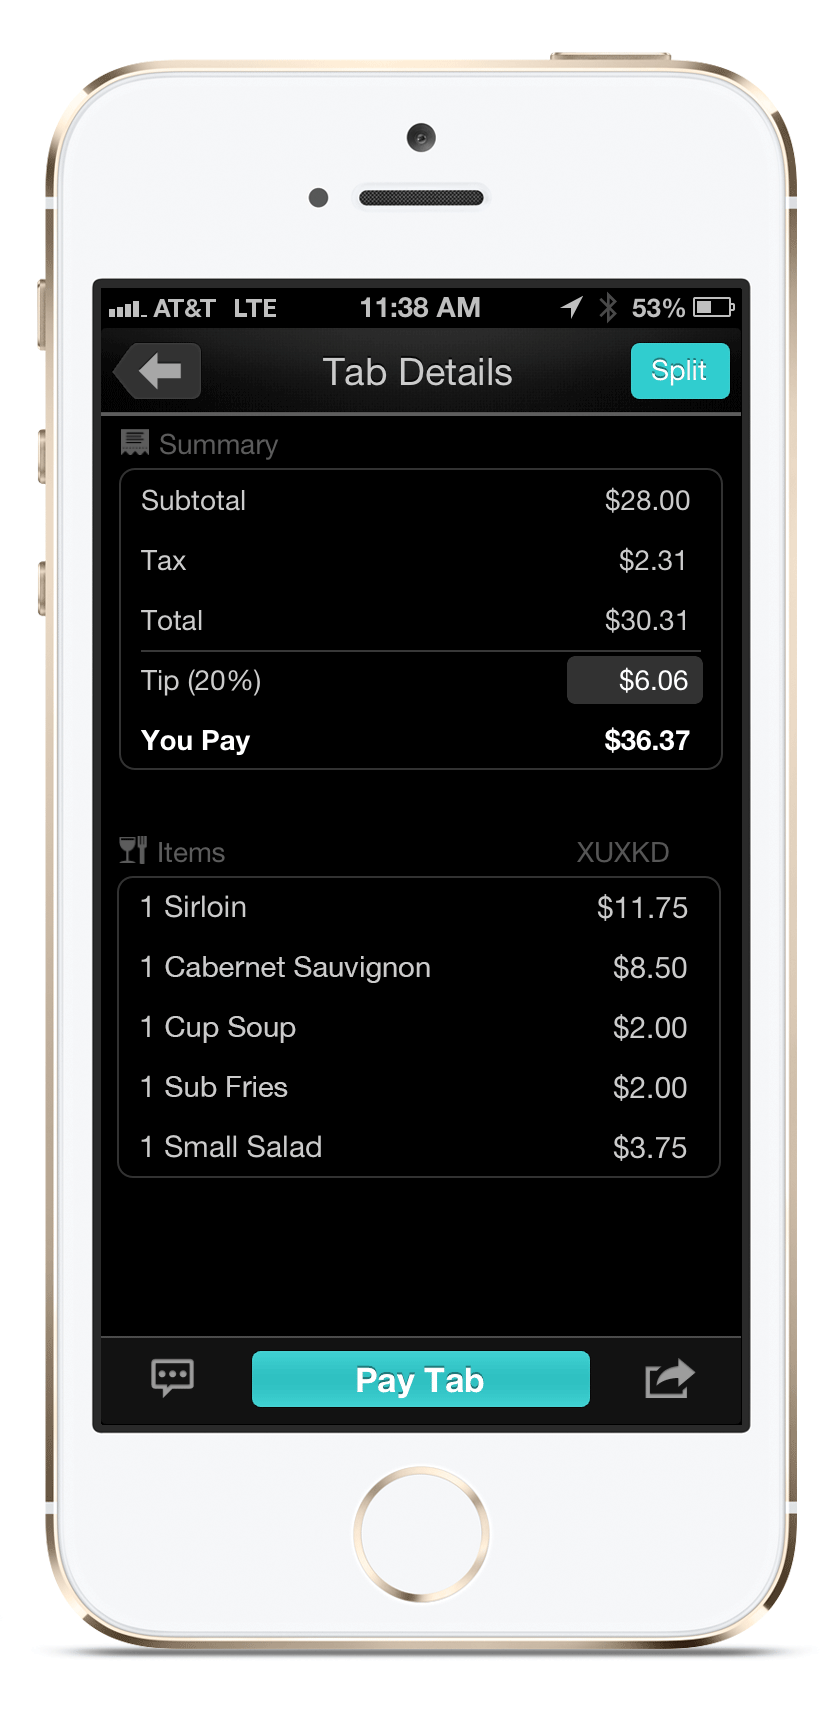 AT&T LTE 11:38 AM 53%
Tab Details Split
Summary
Subtotal $28.00
Tax $2.31
Total $30.31
Tip (20%) $6.06
You Pay $36.37
Items XUXKD
1 Sirloin $11.75
1 Cabernet Sauvignon $8.50
1 Cup Soup $2.00
1 Sub Fries $2.00
1 Small Salad $3.75
Pay Tab